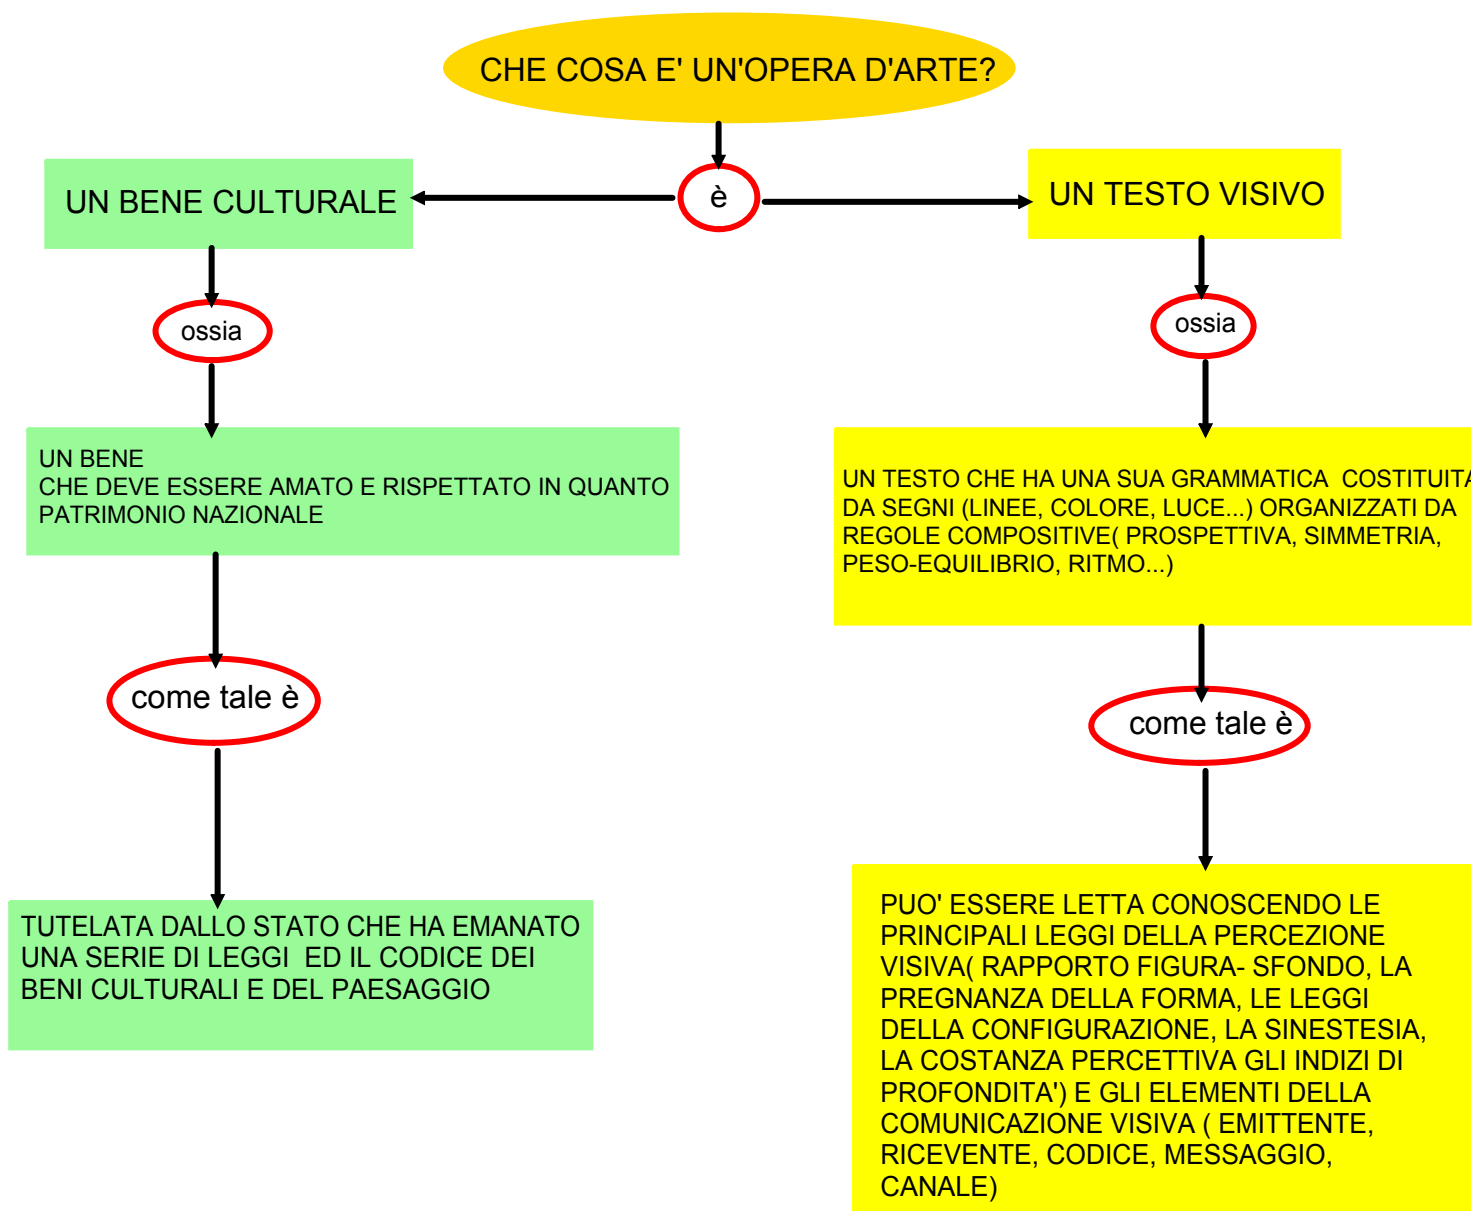 CHE COSA E' UN'OPERA D'ARTE?
è
UN BENE CULTURALE
ossia
UN BENE
CHE DEVE ESSERE AMATO E RISPETTATO IN QUANTO
PATRIMONIO NAZIONALE
come tale è
TUTELATA DALLO STATO CHE HA EMANATO
UNA SERIE DI LEGGI  ED IL CODICE DEI
BENI CULTURALI E DEL PAESAGGIO
UN TESTO VISIVO
ossia
UN TESTO CHE HA UNA SUA GRAMMATICA  COSTITUITA
DA SEGNI (LINEE, COLORE, LUCE...) ORGANIZZATI DA
REGOLE COMPOSITIVE( PROSPETTIVA, SIMMETRIA,
PESO-EQUILIBRIO, RITMO...)
come tale è
PUO' ESSERE LETTA CONOSCENDO LE
PRINCIPALI LEGGI DELLA PERCEZIONE
VISIVA( RAPPORTO FIGURA- SFONDO, LA
PREGNANZA DELLA FORMA, LE LEGGI
DELLA CONFIGURAZIONE, LA SINESTESIA,
LA COSTANZA PERCETTIVA GLI INDIZI DI
PROFONDITA') E GLI ELEMENTI DELLA
COMUNICAZIONE VISIVA ( EMITTENTE,
RICEVENTE, CODICE, MESSAGGIO,
CANALE)